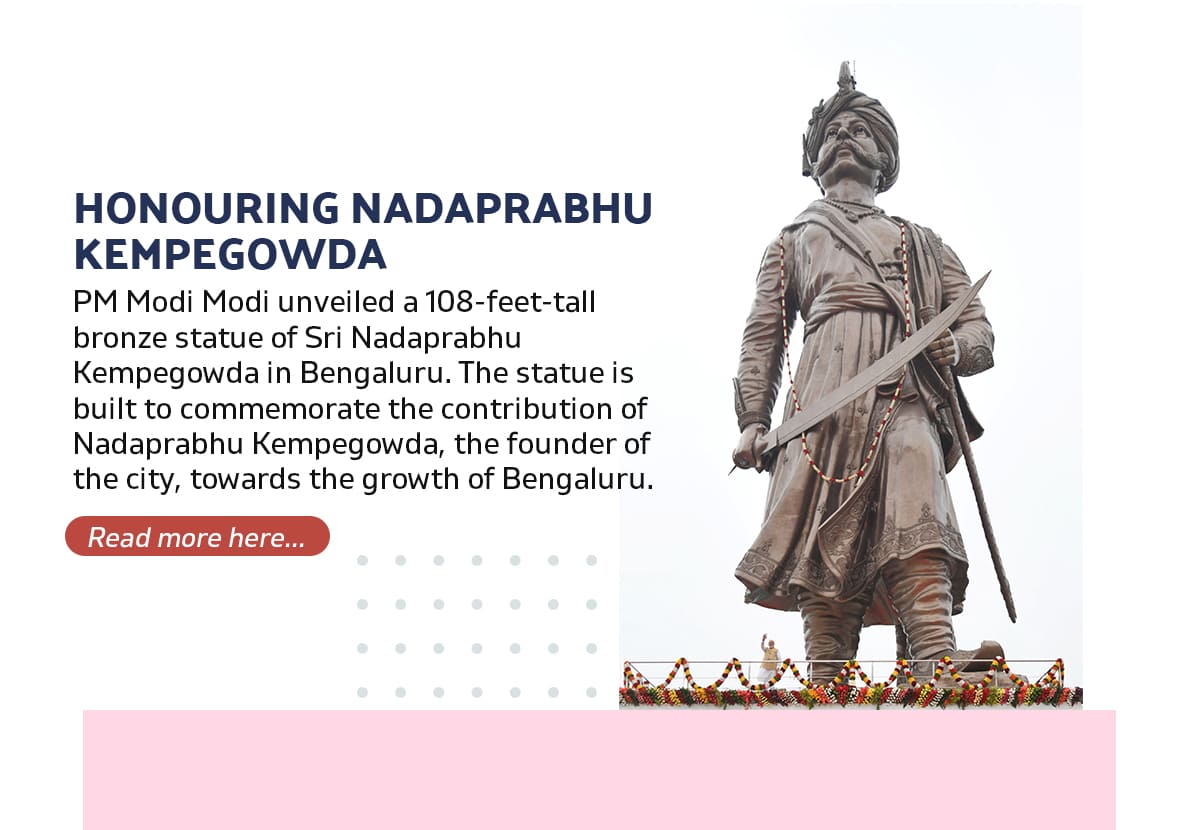 HONOURING NADAPRABHU
KEMPEGOWDA
PM Modi Modi unveiled a 108-feet-tall
bronze statue of Sri Nadaprabhu
Kempegowda in Bengaluru. The statue is
built to commemorate the contribution of
Nadaprabhu Kempegowda, the founder of
the city, towards the growth of Bengaluru.
Read more here...